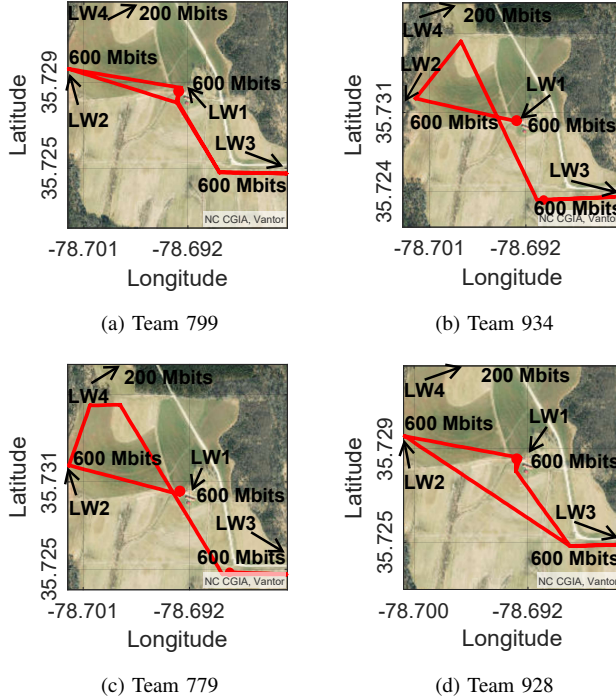 LW4 200 Mbits
600 Mbits
600 Mbits
LW2
LW1
LW3
600 Mbits
NC CGIA, Vantor
35.729
35.725
Latitude
-78.701 -78.692
Longitude
(a) Team 799
200 Mbits
LW4
LW2
LW1
600 Mbits
600 Mbits
LW3
600 Mbits
NC CGIA, Vantor
35.731
35.724
Latitude
-78.701 -78.692
Longitude
(b) Team 934
200 Mbits
LW4
600 Mbits
LW1
600 Mbits
LW2
LW3
600 Mbits
NC CGIA, Vantor
35.731
35.725
Latitude
-78.701 -78.692
Longitude
(c) Team 779
200 Mbits
LW4
600 Mbits
LW1
600 Mbits
LW2
LW3
600 Mbits
NC CGIA, Vantor
35.729
35.725
Latitude
-78.700 -78.692
Longitude
(d) Team 928